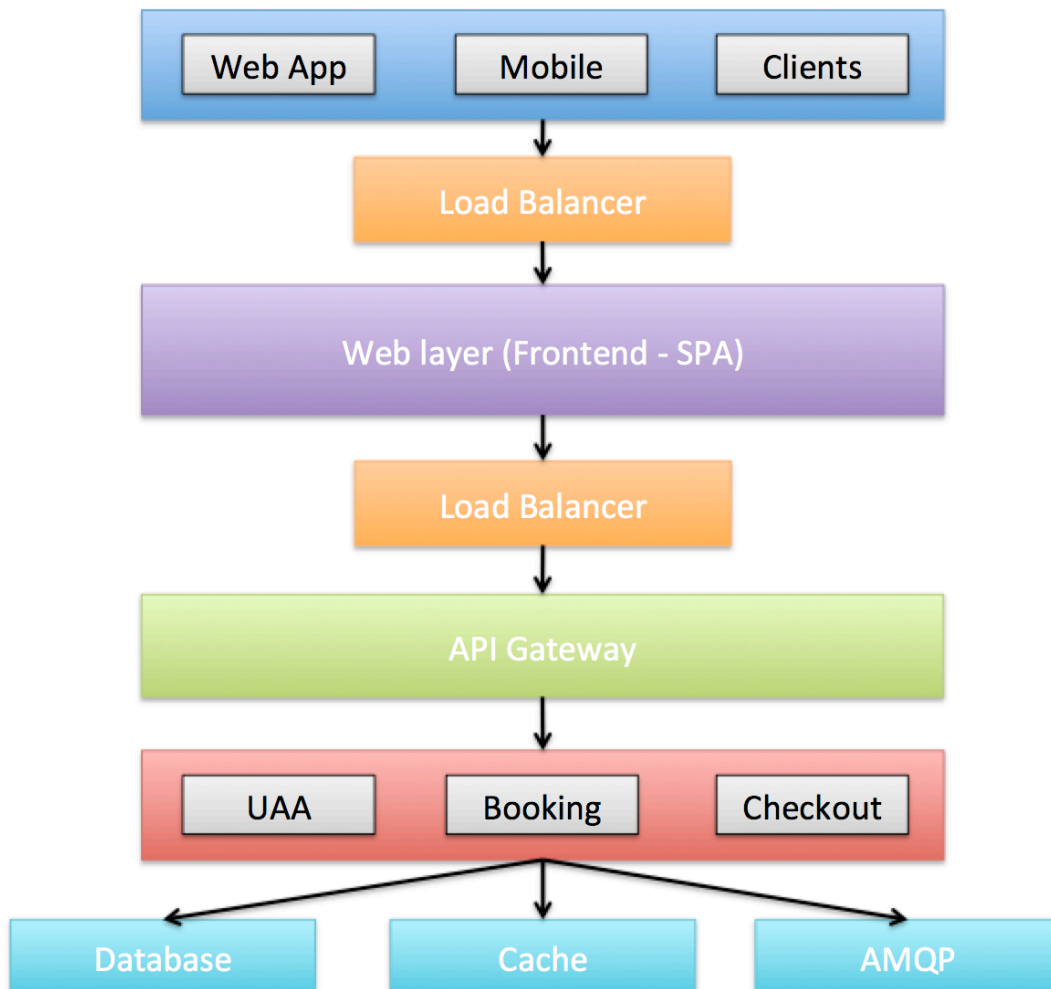 Web App
Mobile
Clients
Load Balancer
Web layer (Frontend - SPA)
Load Balancer
API Gateway
UAA
Booking
Checkout
Database
Cache
AMQP